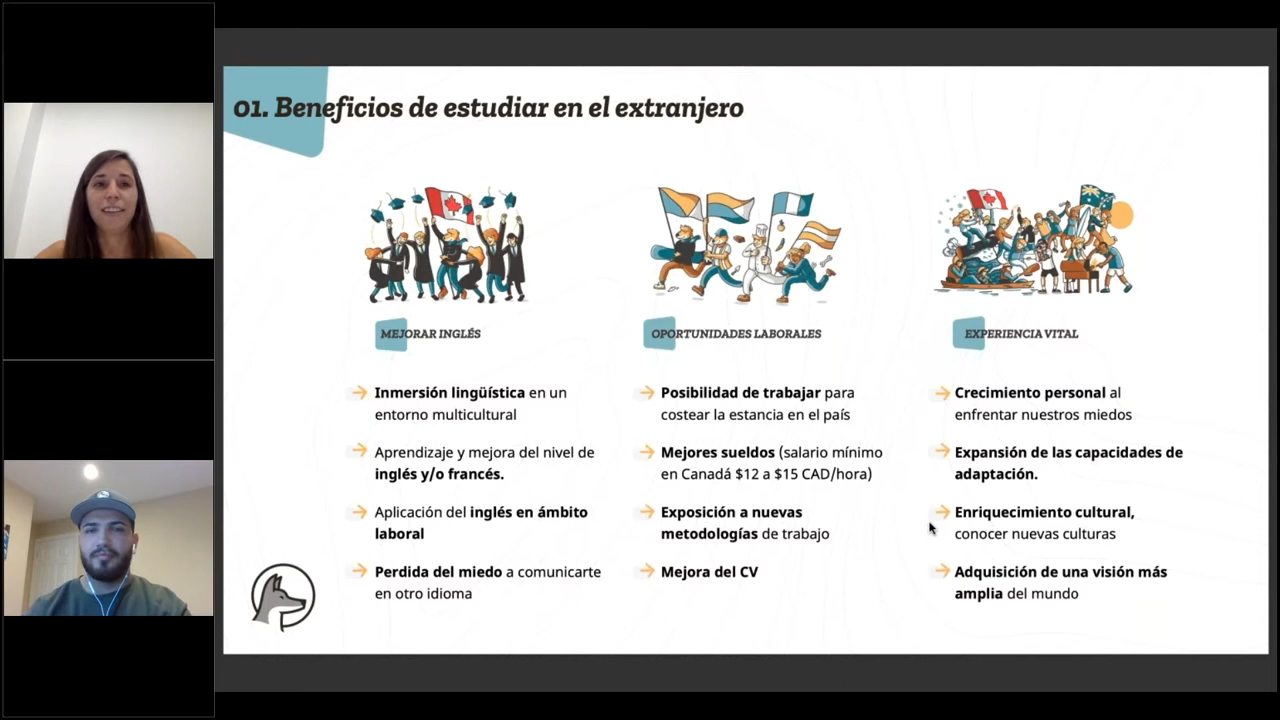 01. Beneficios de estudiar en el extranjero
MEJORAR INGLÉS
Inmersión lingüística en un
entorno multicultural
Aprendizaje y mejora del nivel de
inglés y/o francés.
Aplicación del inglés en ámbito
laboral
Perdida del miedo a comunicarte
en otro idioma
OPORTUNIDADES LABORALES
Posibilidad de trabajar para
costear la estancia en el país
Mejores sueldos (salario mínimo
en Canadá $12 a $15 CAD/hora)
Exposición a nuevas
metodologías de trabajo
Mejora del CV
EXPERIENCIA VITAL
Crecimiento personal al
enfrentar nuestros miedos
Expansión de las capacidades de
adaptación.
Enriquecimiento cultural,
conocer nuevas culturas
Adquisición de una visión más
amplia del mundo